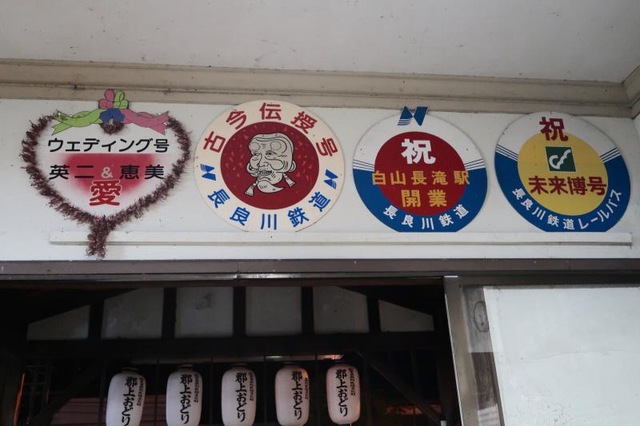 ウェディング号
英二&恵美
愛
古今伝授号
長良川鉄道
祝
白山長滝駅
開業
長良川鉄道
祝
未来博号
長良川鉄道レールバス
郡上おどり
郡上おどり
郡上おどり
郡上おどり
郡上おどり